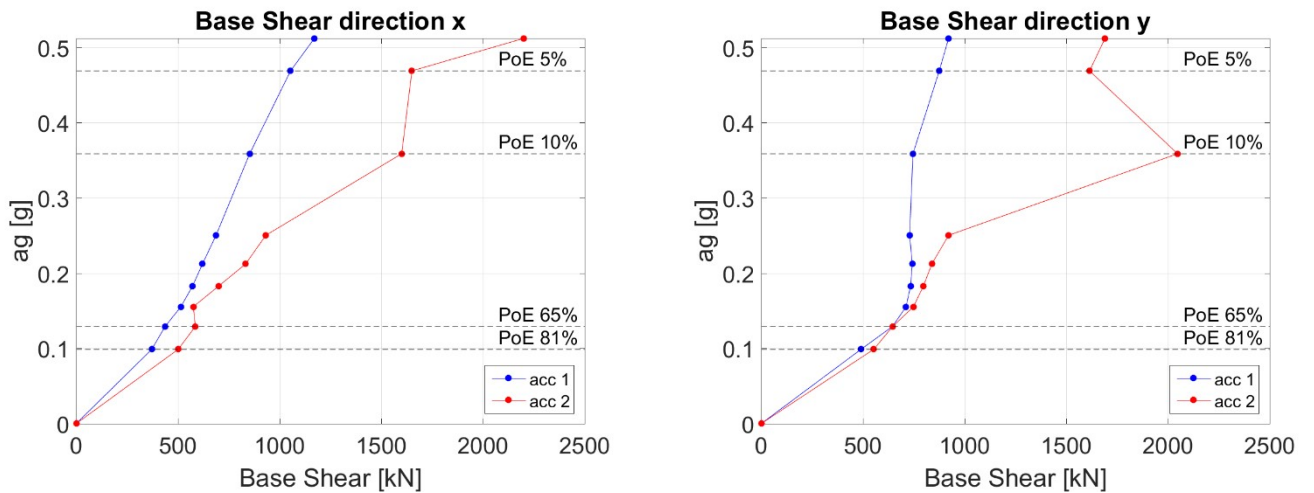 Base Shear direction x
0.5
0.4
0.3
0.2
0.1
0
ag [g]
PoE 5%
PoE 10%
PoE 65%
PoE 81%
acc 1
acc 2
0 500 1000 1500 2000 2500
Base Shear [kN]
Base Shear direction y
0.5
0.4
0.3
0.2
0.1
0
ag [g]
PoE 5%
PoE 10%
PoE 65%
PoE 81%
acc 1
acc 2
0 500 1000 1500 2000 2500
Base Shear [kN]